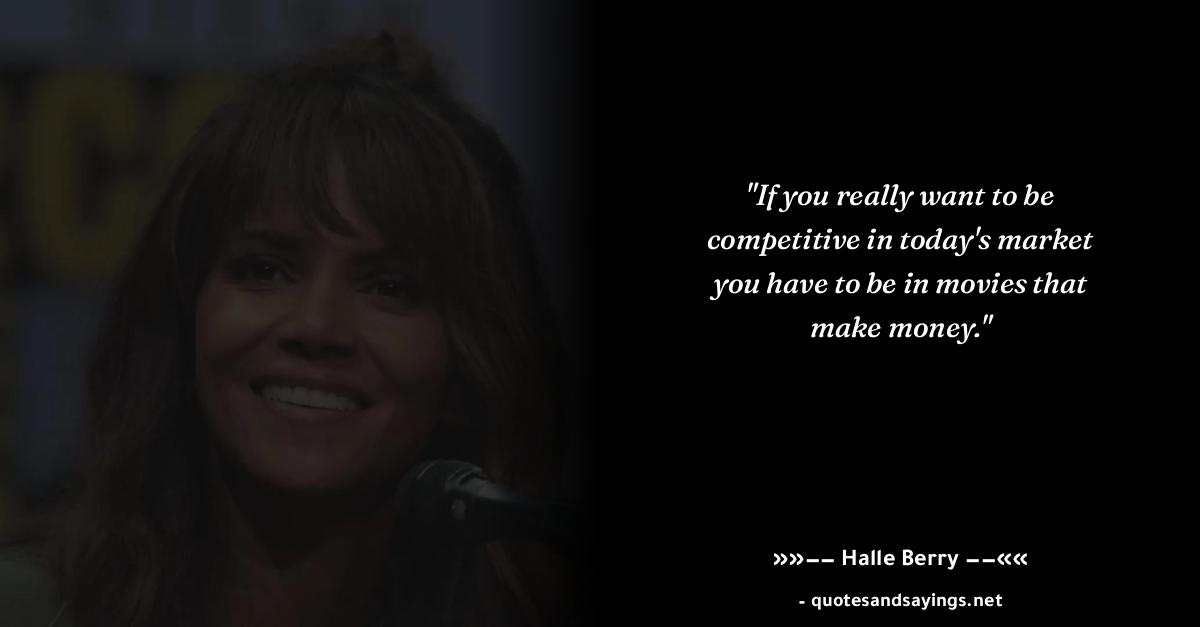 "If you really want to be
competitive in today's market
you have to be in movies that
make money."
»»−− Halle Berry −−««
- quotesandsayings.net